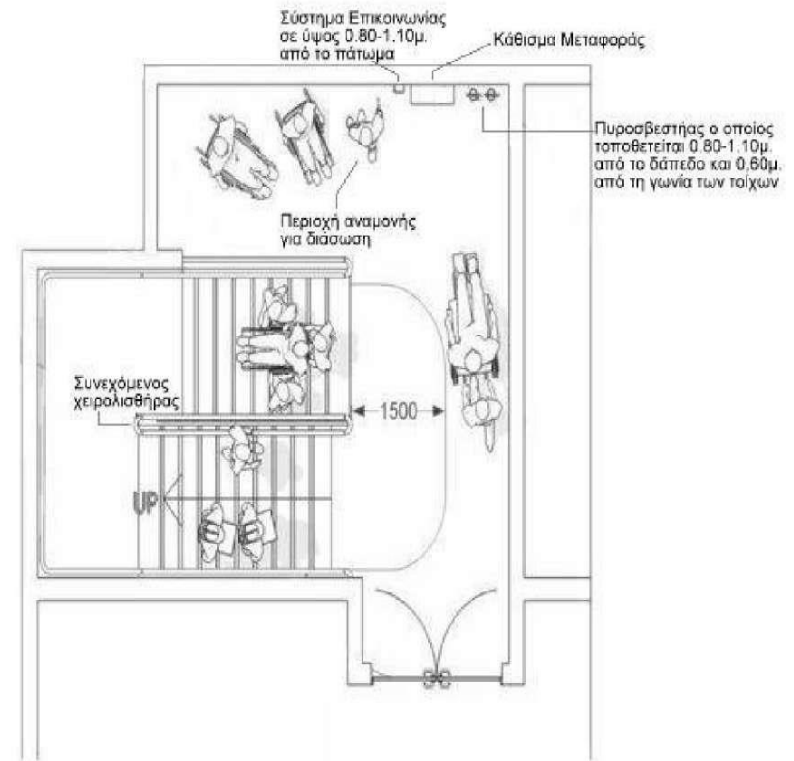 Σύστημα Επικοινωνίας
σε ύψος 0.80-1.10μ.
από το πάτωμα
Κάθισμα Μεταφοράς
Πυροσβεστήας ο οποίος
τοποθετείται 0.80-1.10μ.
από το δάπεδο και 0,60μ.
από τη γωνία των τοίχων
Περιοχή αναμονής
για διάσωση
Συνεχόμενος
χειρολισθήρας
1500
UP